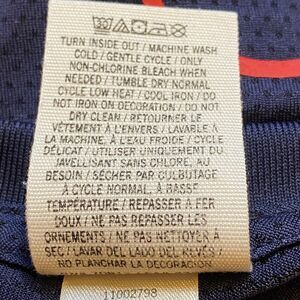 TURN INSIDE OUT / MACHINE WASH
COLD / GENTLE CYCLE / ONLY
NON-CHLORINE BLEACH WHEN
NEEDED / TUMBLE DRY NORMAL
CYCLE LOW HEAT / COOL IRON / DO
NOT IRON ON DECORATION / DO NOT
DRY CLEAN / RETOURNER LE
VÊTEMENT À L'ENVERS / LAVABLE À
LA MACHINE, À L'EAU FROIDE / CYCLE
DÉLICAT / UTILISER UNIQUEMENT DU
JAVELLISANT SANS CHLORE, AU
BESOIN / SÉCHER PAR CULBUTAGE
À CYCLE NORMAL, À BASSE
TEMPÉRATURE / REPASSER À FER
DOUX / NE PAS REPASSER LES
ORNEMENTS / NE PAS NETTOYER À
SEC / LAVAR DEL LADO DEL REVÉS /
NO PLANCHAR LA DECORACIÓN
11002798